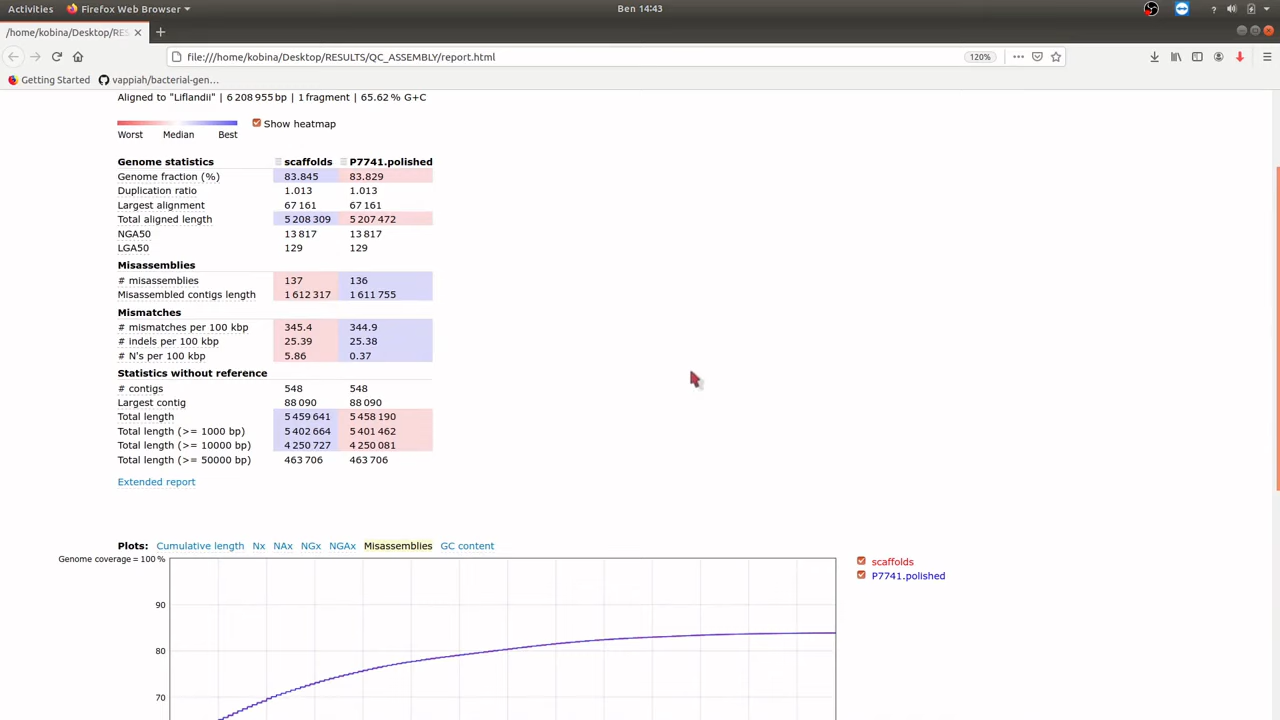 Activities Firefox Web Browser Ben 14:43 ?
/home/kobina/Desktop/RES × +
file:///home/kobina/Desktop/RESULTS/QC_ASSEMBLY/report.html 120%
Getting Started vappiah/bacterial-gen…
Aligned to "Liflandii" | 6 208 955 bp | 1 fragment | 65.62 % G+C
Worst Median Best Show heatmap
Genome statistics scaffolds P7741.polished
Genome fraction (%) 83.845 83.829
Duplication ratio 1.013 1.013
Largest alignment 67 161 67 161
Total aligned length 5 208 309 5 207 472
NGA50 13 817 13 817
LGA50 129 129
Misassemblies
# misassemblies 137 136
Misassembled contigs length 1 612 317 1 611 755
Mismatches
# mismatches per 100 kbp 345.4 344.9
# indels per 100 kbp 25.39 25.38
# N's per 100 kbp 5.86 0.37
Statistics without reference
# contigs 548 548
Largest contig 88 090 88 090
Total length 5 459 641 5 458 190
Total length (>= 1000 bp) 5 402 664 5 401 462
Total length (>= 10000 bp) 4 250 727 4 250 081
Total length (>= 50000 bp) 463 706 463 706
Extended report
Plots: Cumulative length Nx NAx NGx NGAx Misassemblies GC content
Genome coverage = 100 %
scaffolds
P7741.polished
90
80
70